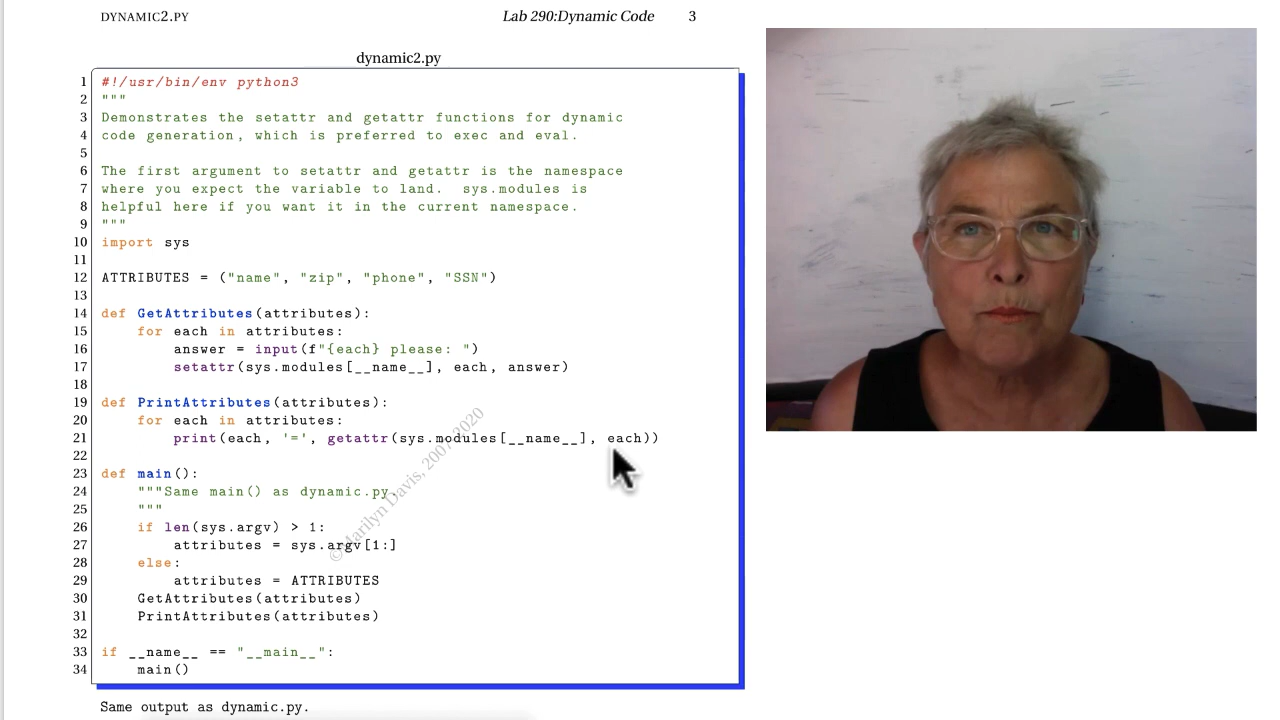 DYNAMIC2.PY Lab 290:Dynamic Code 3
dynamic2.py
1 #!/usr/bin/env python3
2 """
3 Demonstrates the setattr and getattr functions for dynamic
4 code generation, which is preferred to exec and eval.
5
6 The first argument to setattr and getattr is the namespace
7 where you expect the variable to land.  sys.modules is
8 helpful here if you want it in the current namespace.
9 """
10 import sys
11
12 ATTRIBUTES = ("name", "zip", "phone", "SSN")
13
14 def GetAttributes(attributes):
15     for each in attributes:
16         answer = input(f"{each} please: ")
17         setattr(sys.modules[__name__], each, answer)
18
19 def PrintAttributes(attributes):
20     for each in attributes:
21         print(each, '=', getattr(sys.modules[__name__], each))
22
23 def main():
24     """Same main() as dynamic.py.
25     """
26     if len(sys.argv) > 1:
27         attributes = sys.argv[1:]
28     else:
29         attributes = ATTRIBUTES
30     GetAttributes(attributes)
31     PrintAttributes(attributes)
32
33 if __name__ == "__main__":
34     main()
© Marilyn Davis, 2007-2020
Same output as dynamic.py.